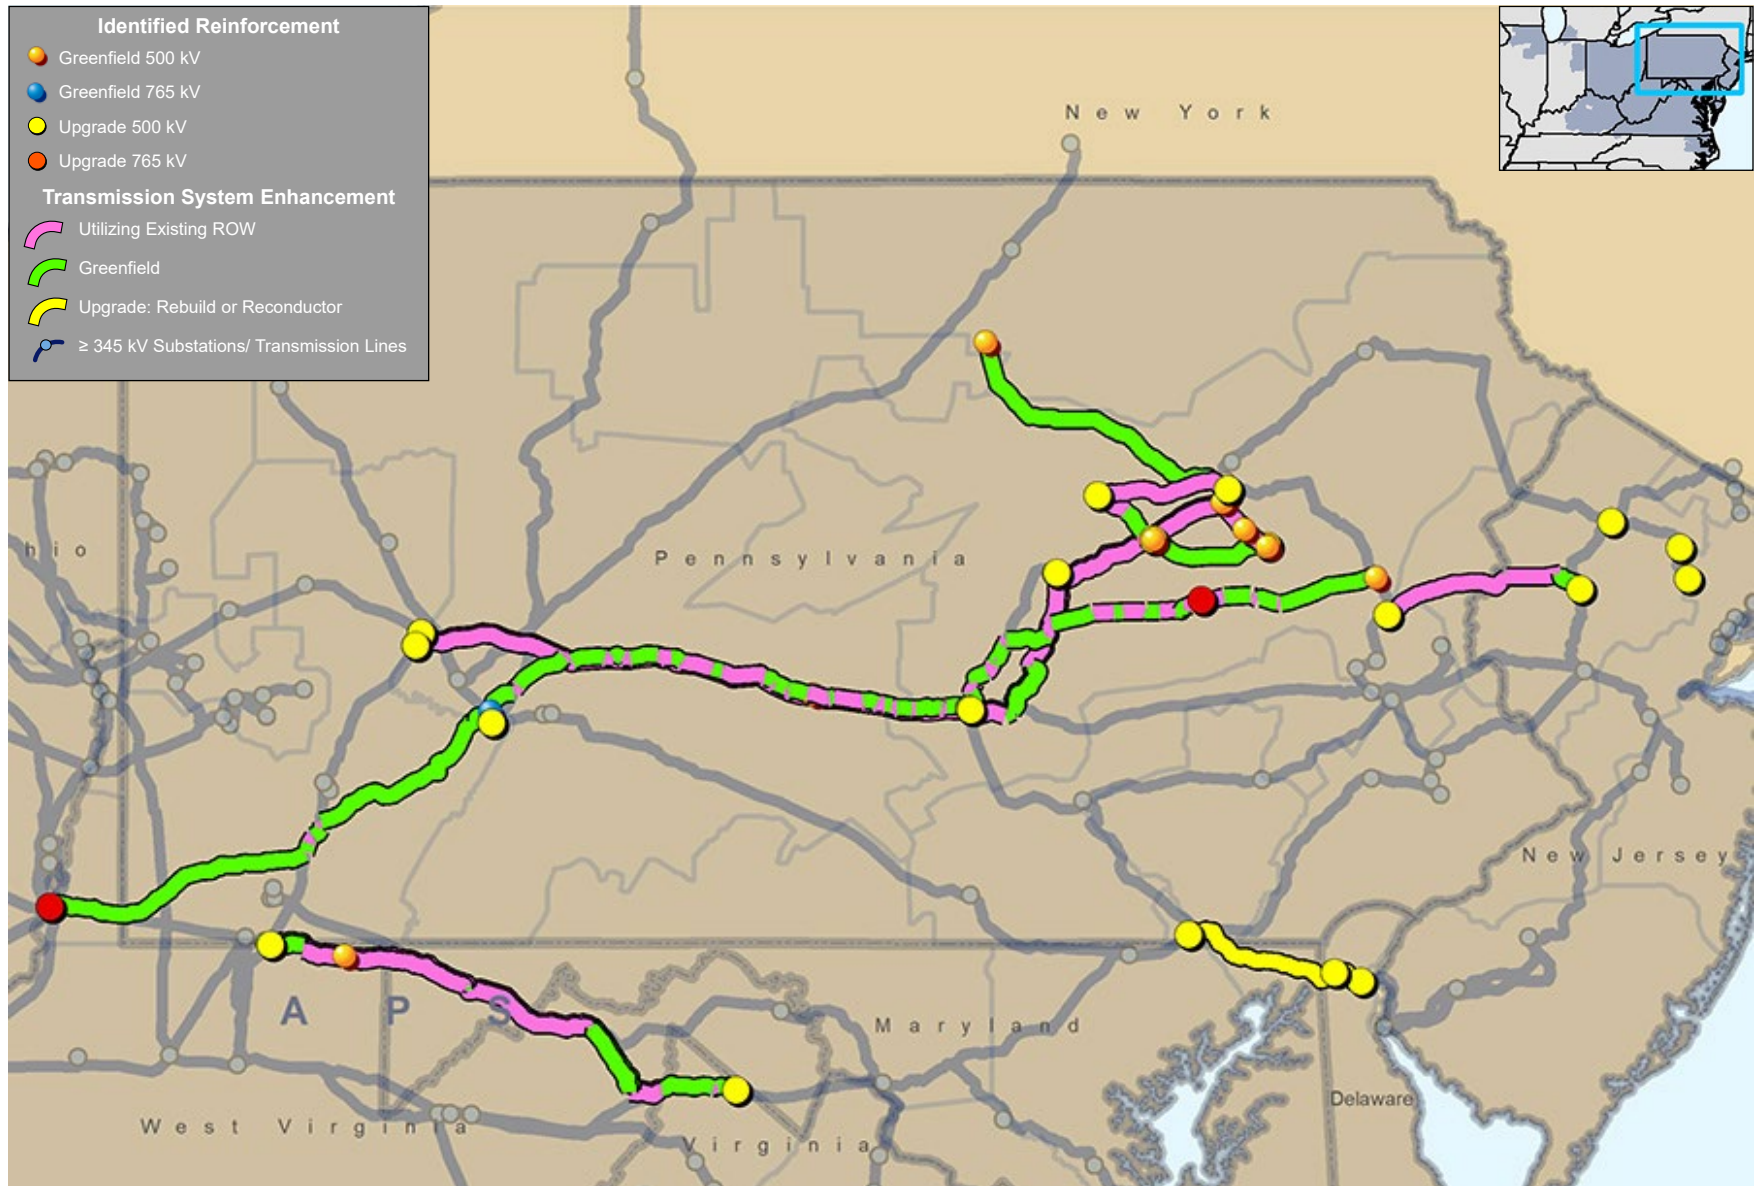 Identified Reinforcement
Greenfield 500 kV
Greenfield 765 kV
Upgrade 500 kV
Upgrade 765 kV
Transmission System Enhancement
Utilizing Existing ROW
Greenfield
Upgrade: Rebuild or Reconductor
≥ 345 kV Substations/ Transmission Lines
New York
hio
Pennsylvania
New Jersey
APS
Maryland
Delaware
West Virginia
Virginia